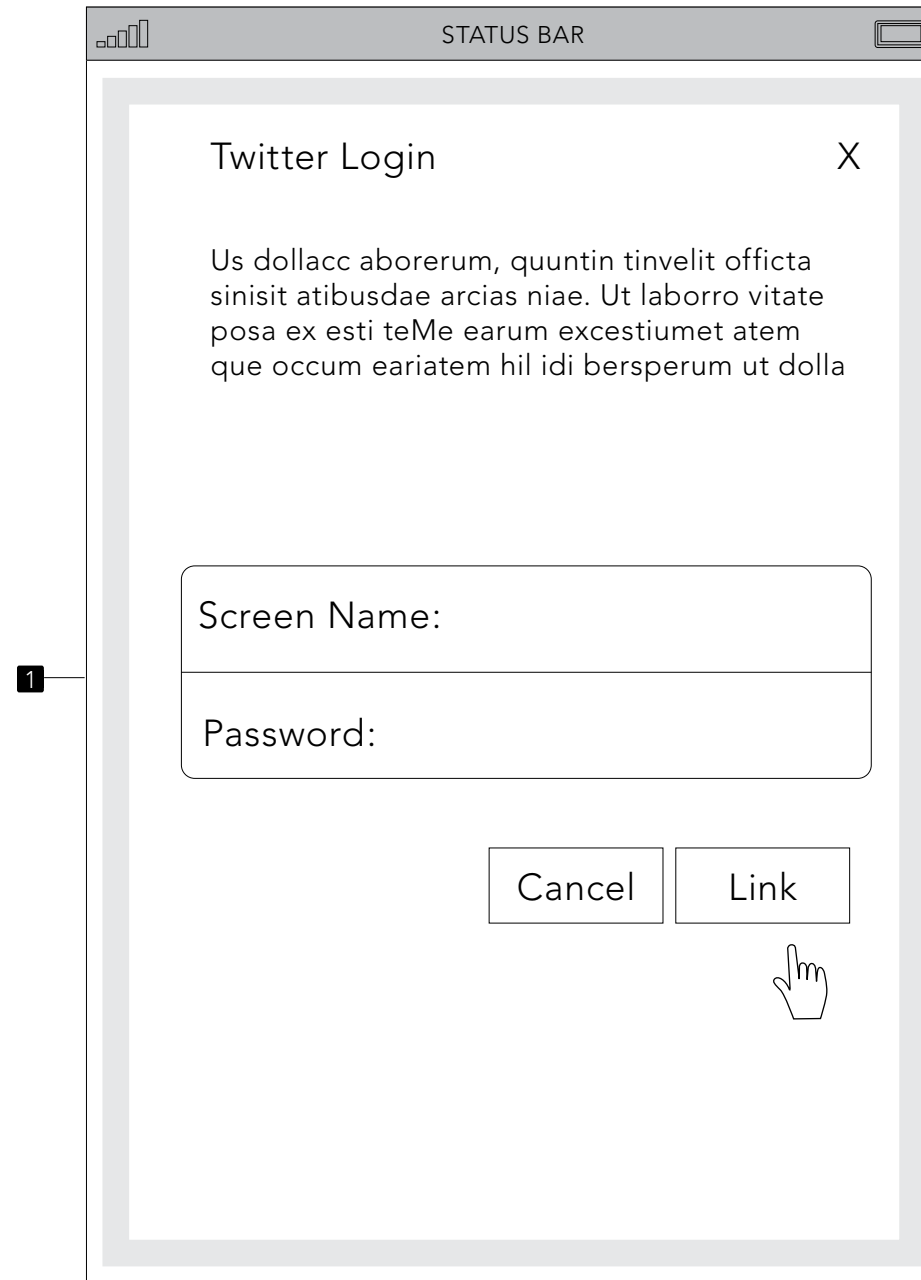 STATUS BAR
Twitter Login X
Us dollacc aborerum, quuntin tinvelit officta
sinisit atibusdae arcias niae. Ut laborro vitate
posa ex esti teMe earum excestiumet atem
que occum eariatem hil idi bersperum ut dolla
Screen Name:
1
Password:
Cancel Link